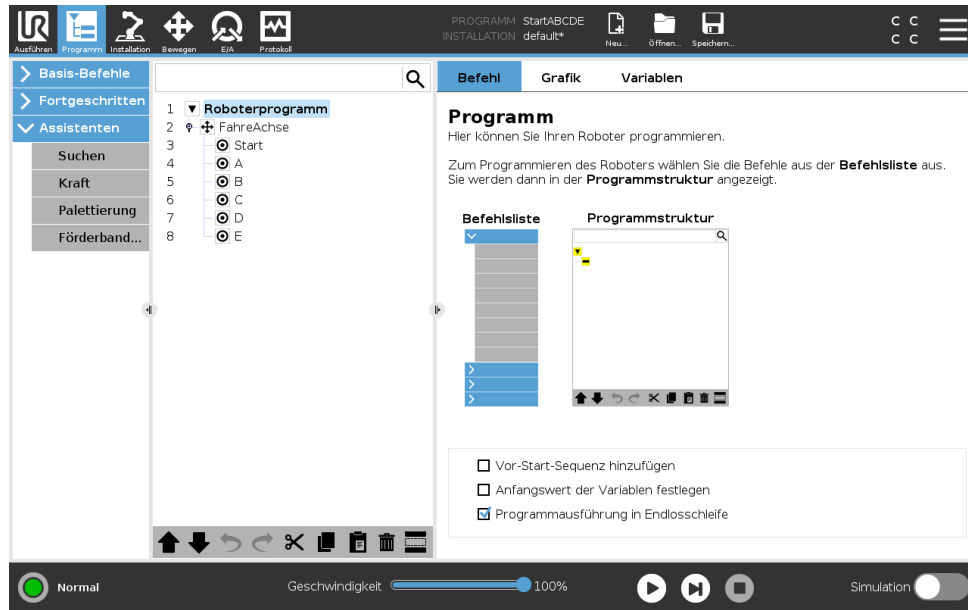 PROGRAMM StartABCDE
INSTALLATION default*
Ausführen Programm Installation Bewegen E/A Protokoll Neu... Öffnen... Speichern...
C C
C C
Basis-Befehle
Fortgeschritten
Assistenten
Suchen
Kraft
Palettierung
Förderband...
1 Roboterprogramm
2 FahreAchse
3 Start
4 A
5 B
6 C
7 D
8 E
Befehl Grafik Variablen
Programm
Hier können Sie Ihren Roboter programmieren.
Zum Programmieren des Roboters wählen Sie die Befehle aus der Befehlsliste aus.
Sie werden dann in der Programmstruktur angezeigt.
Befehlsliste Programmstruktur
Vor-Start-Sequenz hinzufügen
Anfangswert der Variablen festlegen
Programmausführung in Endlosschleife
Normal Geschwindigkeit 100% Simulation